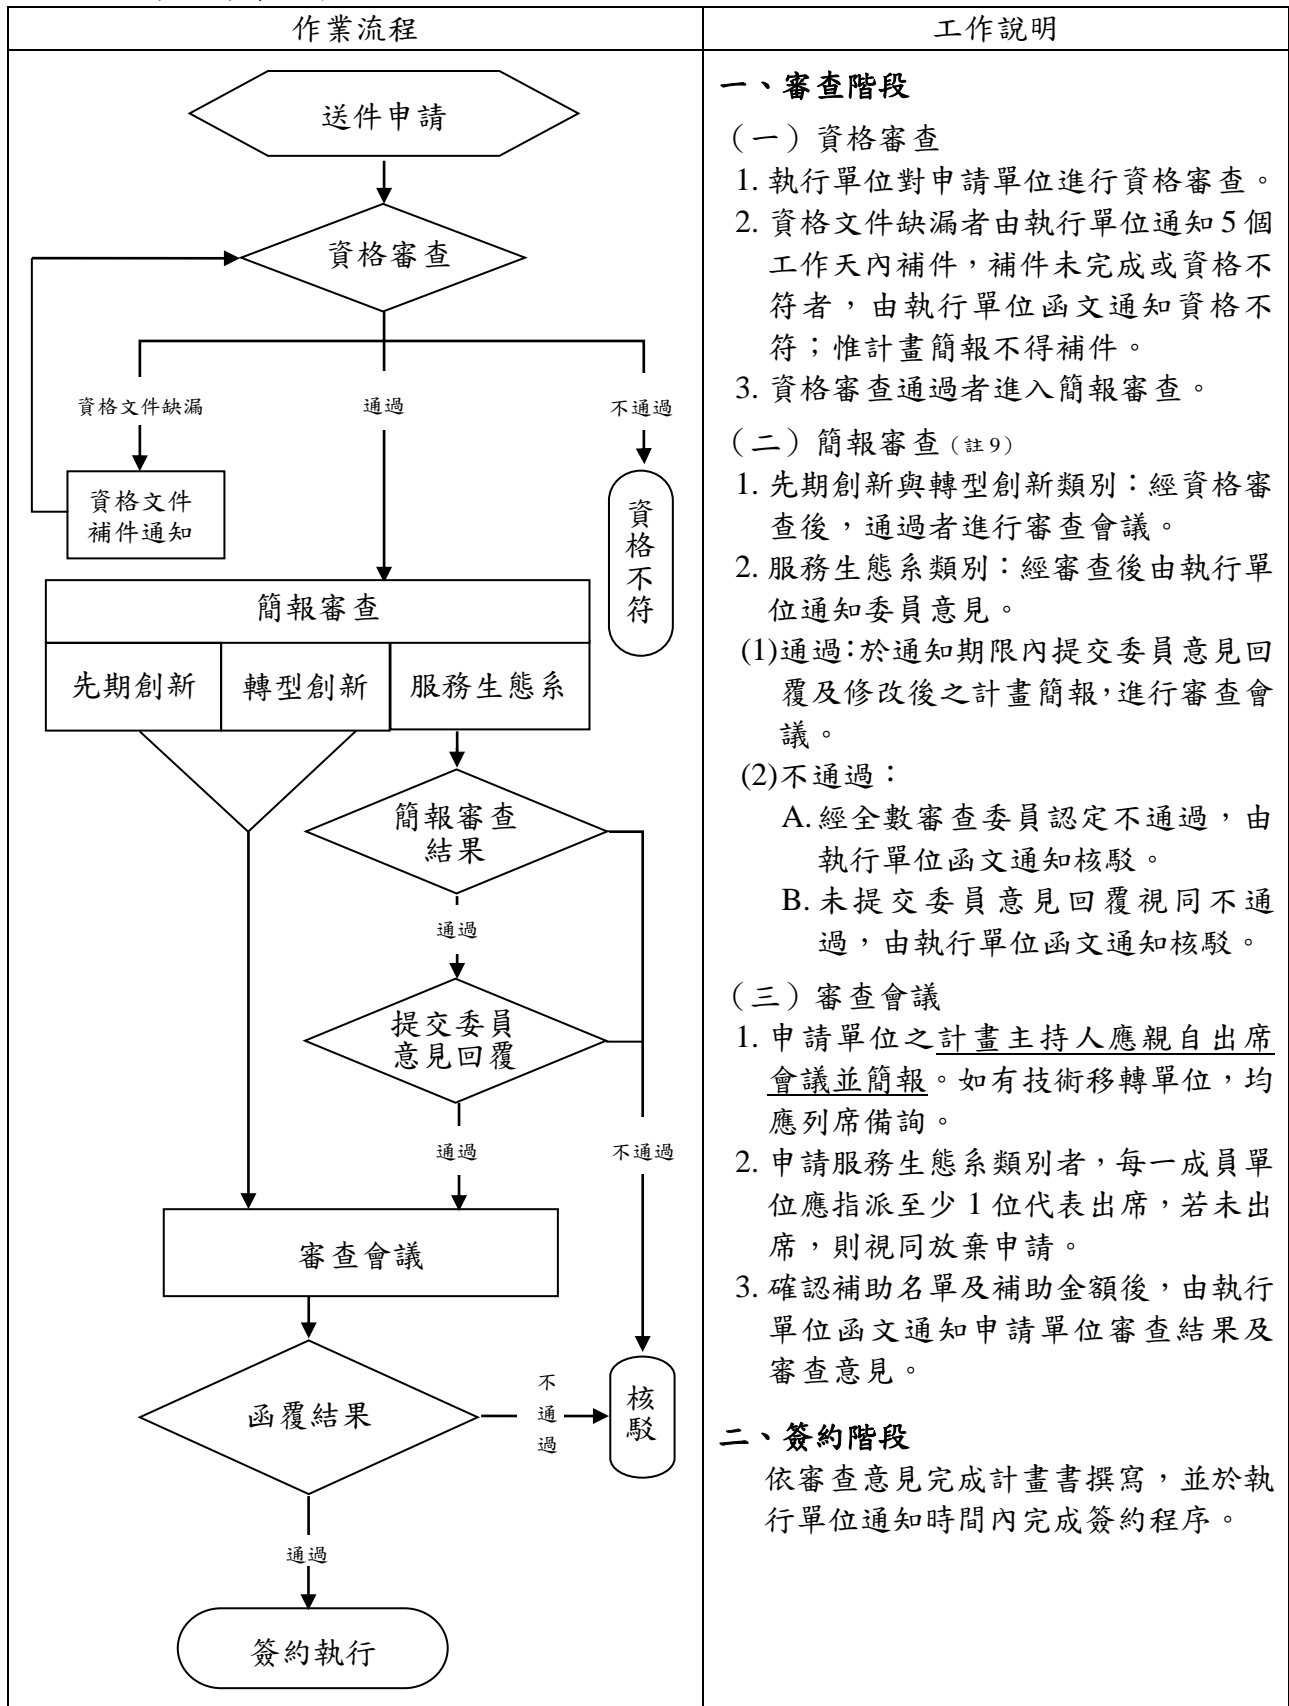 作業流程
工作說明
送件申請
資格審查
資格文件缺漏
通過
不通過
資格文件
補件通知
資格不符
簡報審查
先期創新
轉型創新
服務生態系
簡報審查
結果
通過
提交委員
意見回覆
通過
不通過
審查會議
函覆結果
不通過
核駁
通過
簽約執行
一、審查階段
（一）資格審查
1. 執行單位對申請單位進行資格審查。
2. 資格文件缺漏者由執行單位通知 5 個
工作天內補件，補件未完成或資格不
符者，由執行單位函文通知資格不
符；惟計畫簡報不得補件。
3. 資格審查通過者進入簡報審查。
（二）簡報審查（註 9）
1. 先期創新與轉型創新類別：經資格審
查後，通過者進行審查會議。
2. 服務生態系類別：經審查後由執行單
位通知委員意見。
(1)通過：於通知期限內提交委員意見回
覆及修改後之計畫簡報，進行審查會
議。
(2)不通過：
A. 經全數審查委員認定不通過，由
執行單位函文通知核駁。
B. 未提交委員意見回覆視同不通
過，由執行單位函文通知核駁。
（三）審查會議
1. 申請單位之計畫主持人應親自出席
會議並簡報。如有技術移轉單位，均
應列席備詢。
2. 申請服務生態系類別者，每一成員單
位應指派至少 1 位代表出席，若未出
席，則視同放棄申請。
3. 確認補助名單及補助金額後，由執行
單位函文通知申請單位審查結果及
審查意見。
二、簽約階段
依審查意見完成計畫書撰寫，並於執
行單位通知時間內完成簽約程序。